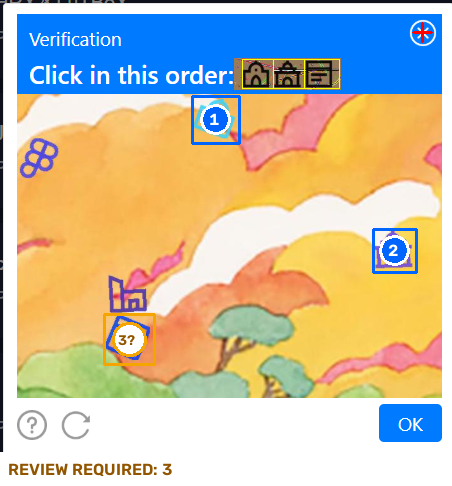 Verification
Click in this order:
1
2
3?
?
OK
REVIEW REQUIRED: 3